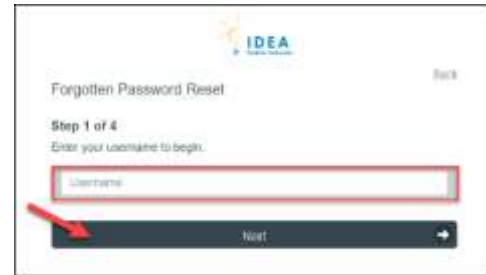 IDEA
Back
Forgotten Password Reset
Step 1 of 4
Enter your username to begin.
Username
Next